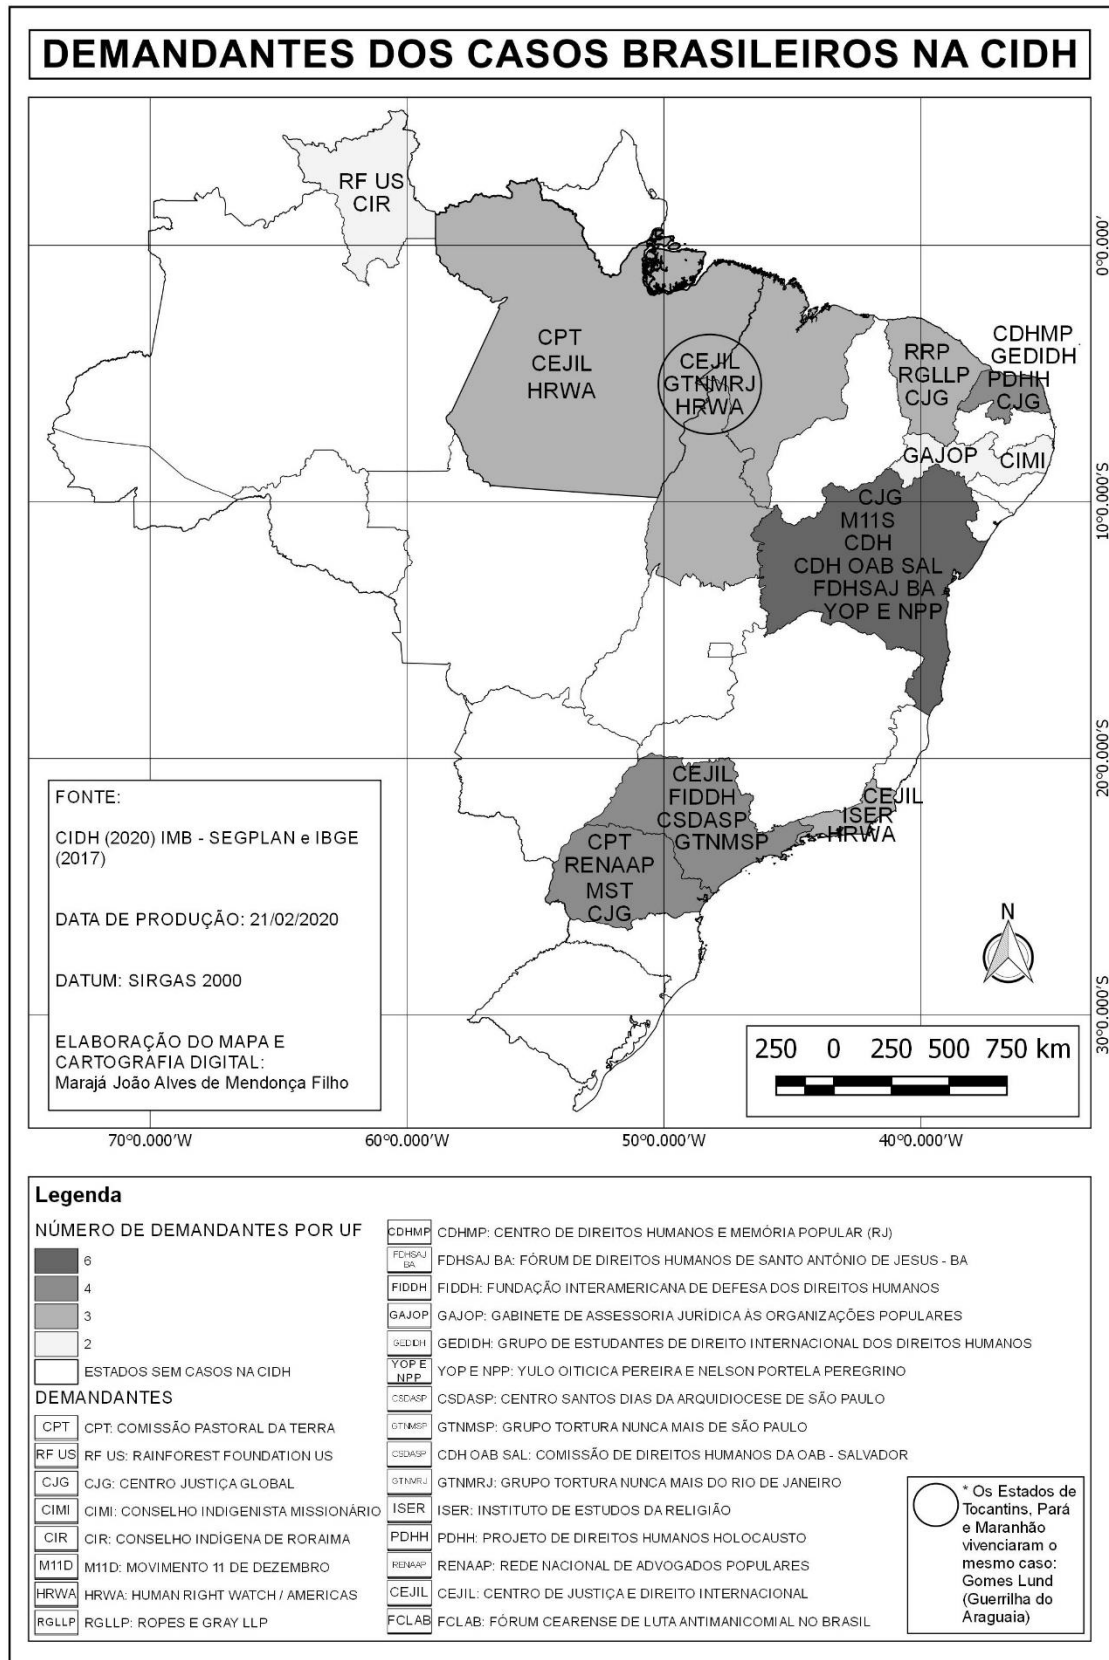 DEMANDANTES DOS CASOS BRASILEIROS NA CIDH
RF US
CIR
CPT
CEJIL
HRWA
CEJIL
GTNMRJ
HRWA
RRP
RGLLP
CJG
CDHMP
GEDIDH
PDHH
CJG
GAJOP
CIMI
CJG
M11S
CDH
CDH OAB SAL
FDHSAJ BA
YOP E NPP
CEJIL
FIDDH
CSDASP
GTNMSP
CEJIL
ISER
HRWA
CPT
RENAAP
MST
CJG
0°0.000'
10°0.000'S
20°0.000'S
30°0.000'S
FONTE:
CIDH (2020) IMB - SEGPLAN e IBGE
(2017)
DATA DE PRODUÇÃO: 21/02/2020
DATUM: SIRGAS 2000
ELABORAÇÃO DO MAPA E
CARTOGRAFIA DIGITAL:
Marajá João Alves de Mendonça Filho
N
250 0 250 500 750 km
70°0.000'W 60°0.000'W 50°0.000'W 40°0.000'W
Legenda
NÚMERO DE DEMANDANTES POR UF
6
4
3
2
ESTADOS SEM CASOS NA CIDH
DEMANDANTES
CPT CPT: COMISSÃO PASTORAL DA TERRA
RF US RF US: RAINFOREST FOUNDATION US
CJG CJG: CENTRO JUSTIÇA GLOBAL
CIMI CIMI: CONSELHO INDIGENISTA MISSIONÁRIO
CIR CIR: CONSELHO INDÍGENA DE RORAIMA
M11D M11D: MOVIMENTO 11 DE DEZEMBRO
HRWA HRWA: HUMAN RIGHT WATCH / AMERICAS
RGLLP RGLLP: ROPES E GRAY LLP
CDHMP CDHMP: CENTRO DE DIREITOS HUMANOS E MEMÓRIA POPULAR (RJ)
FDHSAJ BA FDHSAJ BA: FÓRUM DE DIREITOS HUMANOS DE SANTO ANTÔNIO DE JESUS - BA
FIDDH FIDDH: FUNDAÇÃO INTERAMERICANA DE DEFESA DOS DIREITOS HUMANOS
GAJOP GAJOP: GABINETE DE ASSESSORIA JURÍDICA ÀS ORGANIZAÇÕES POPULARES
GEDIDH GEDIDH: GRUPO DE ESTUDANTES DE DIREITO INTERNACIONAL DOS DIREITOS HUMANOS
YOP E NPP YOP E NPP: YULO OITICICA PEREIRA E NELSON PORTELA PEREGRINO
CSDASP CSDASP: CENTRO SANTOS DIAS DA ARQUIDIOCESE DE SÃO PAULO
GTNMSP GTNMSP: GRUPO TORTURA NUNCA MAIS DE SÃO PAULO
CSDASP CDH OAB SAL: COMISSÃO DE DIREITOS HUMANOS DA OAB - SALVADOR
GTNMRJ GTNMRJ: GRUPO TORTURA NUNCA MAIS DO RIO DE JANEIRO
ISER ISER: INSTITUTO DE ESTUDOS DA RELIGIÃO
PDHH PDHH: PROJETO DE DIREITOS HUMANOS HOLOCAUSTO
RENAAP RENAAP: REDE NACIONAL DE ADVOGADOS POPULARES
CEJIL CEJIL: CENTRO DE JUSTIÇA E DIREITO INTERNACIONAL
FCLAB FCLAB: FÓRUM CEARENSE DE LUTA ANTIMANICOMIAL NO BRASIL
* Os Estados de
Tocantins, Pará
e Maranhão
vivenciaram o
mesmo caso:
Gomes Lund
(Guerrilha do
Araguaia)